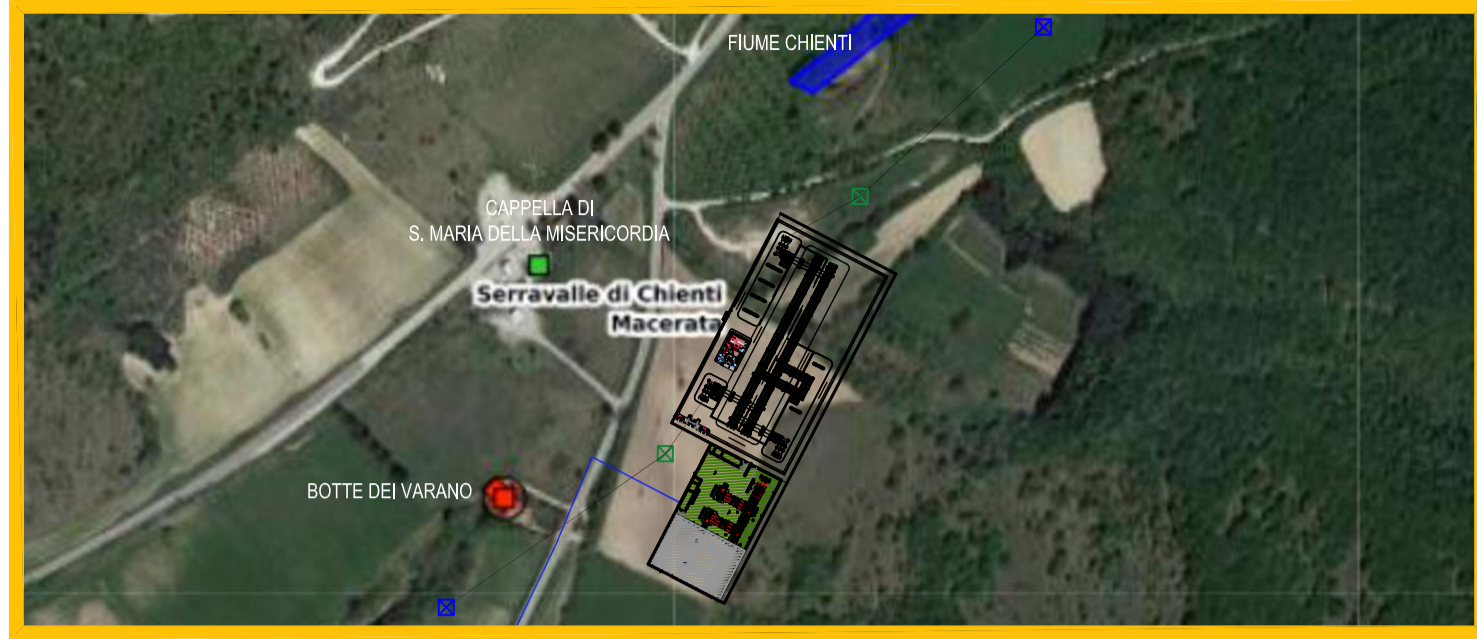 FIUME CHIENTI
CAPPELLA DI
S. MARIA DELLA MISERICORDIA
Serravalle di Chienti
Macerata
BOTTE DEI VARANO